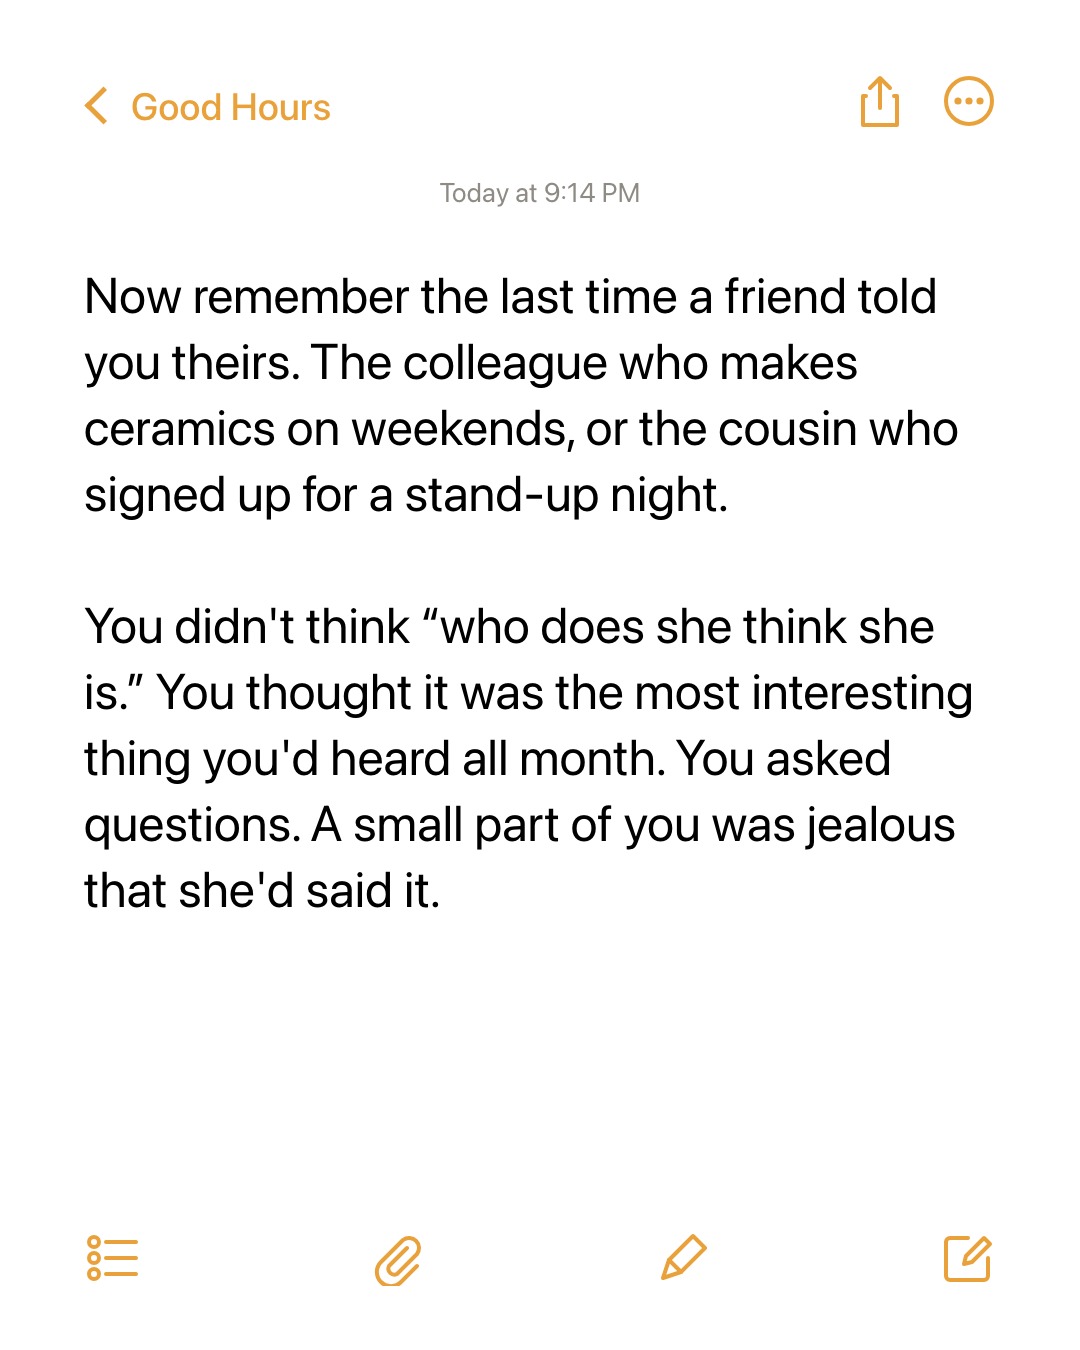 Good Hours
Today at 9:14 PM
Now remember the last time a friend told
you theirs. The colleague who makes
ceramics on weekends, or the cousin who
signed up for a stand-up night.
You didn't think “who does she think she
is.” You thought it was the most interesting
thing you'd heard all month. You asked
questions. A small part of you was jealous
that she'd said it.